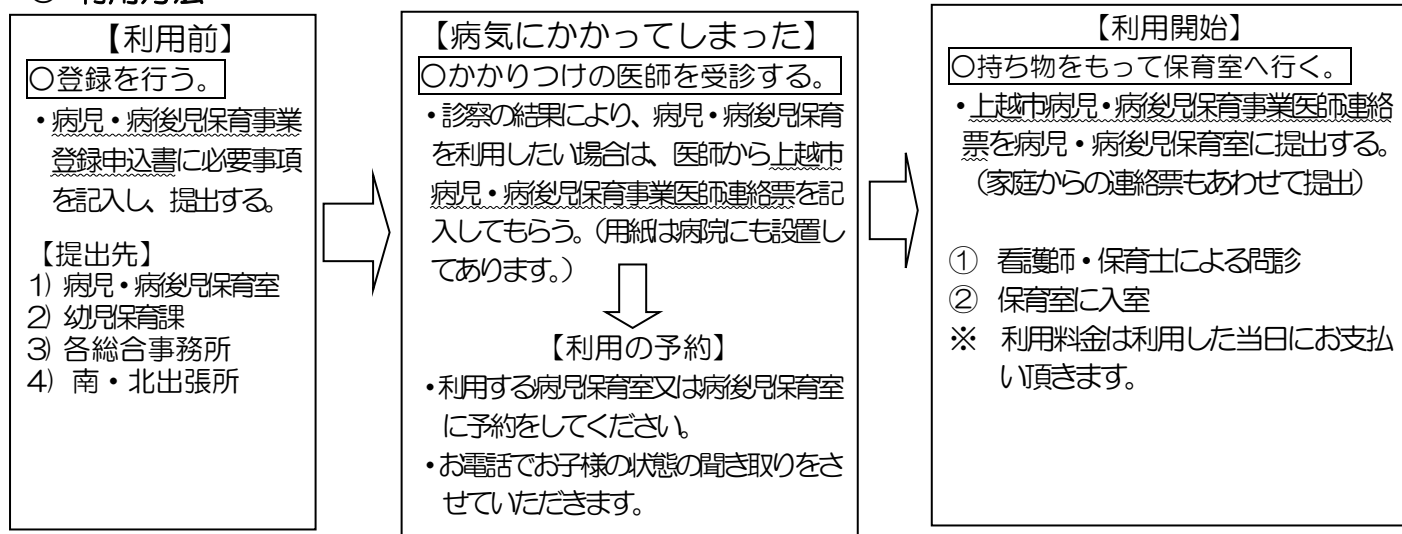 【利用前】
〇登録を行う。
・病児・病後児保育事業
登録申込書に必要事項
を記入し、提出する。
【提出先】
1) 病児・病後児保育室
2) 幼児保育課
3) 各総合事務所
4) 南・北出張所
【病気にかかってしまった】
〇かかりつけの医師を受診する。
・診察の結果により、病児・病後児保育
を利用したい場合は、医師から上越市
病児・病後児保育事業医師連絡票を記
入してもらう。（用紙は病院にも設置し
てあります。）
【利用の予約】
・利用する病児保育室又は病後児保育室
に予約をしてください。
・お電話でお子様の状態の聞き取りをさ
せていただきます。
【利用開始】
〇持ち物をもって保育室へ行く。
・上越市病児・病後児保育事業医師連絡
票を病児・病後児保育室に提出する。
（家庭からの連絡票もあわせて提出）
① 看護師・保育士による問診
② 保育室に入室
※ 利用料金は利用した当日にお支払
い頂きます。